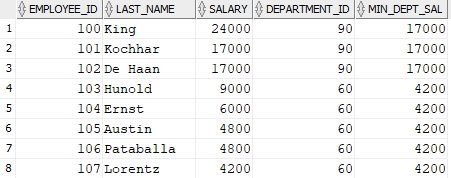 EMPLOYEE_ID LAST_NAME SALARY DEPARTMENT_ID MIN_DEPT_SAL
1 100 King 24000 90 17000
2 101 Kochhar 17000 90 17000
3 102 De Haan 17000 90 17000
4 103 Hunold 9000 60 4200
5 104 Ernst 6000 60 4200
6 105 Austin 4800 60 4200
7 106 Pataballa 4800 60 4200
8 107 Lorentz 4200 60 4200